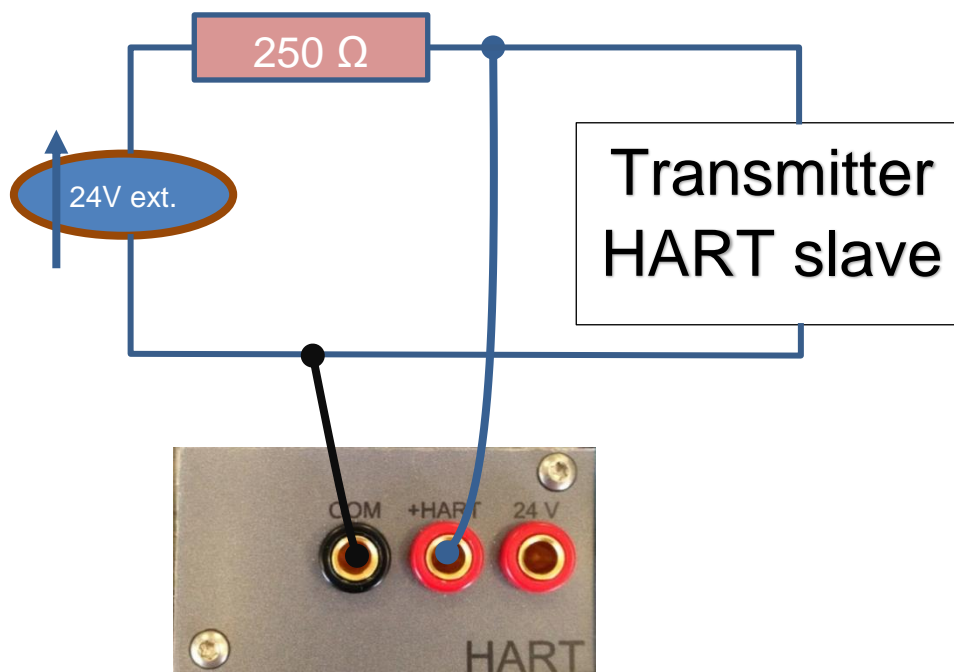 250 Ω
24V ext.
Transmitter
HART slave
COM
+HART
24 V
HART